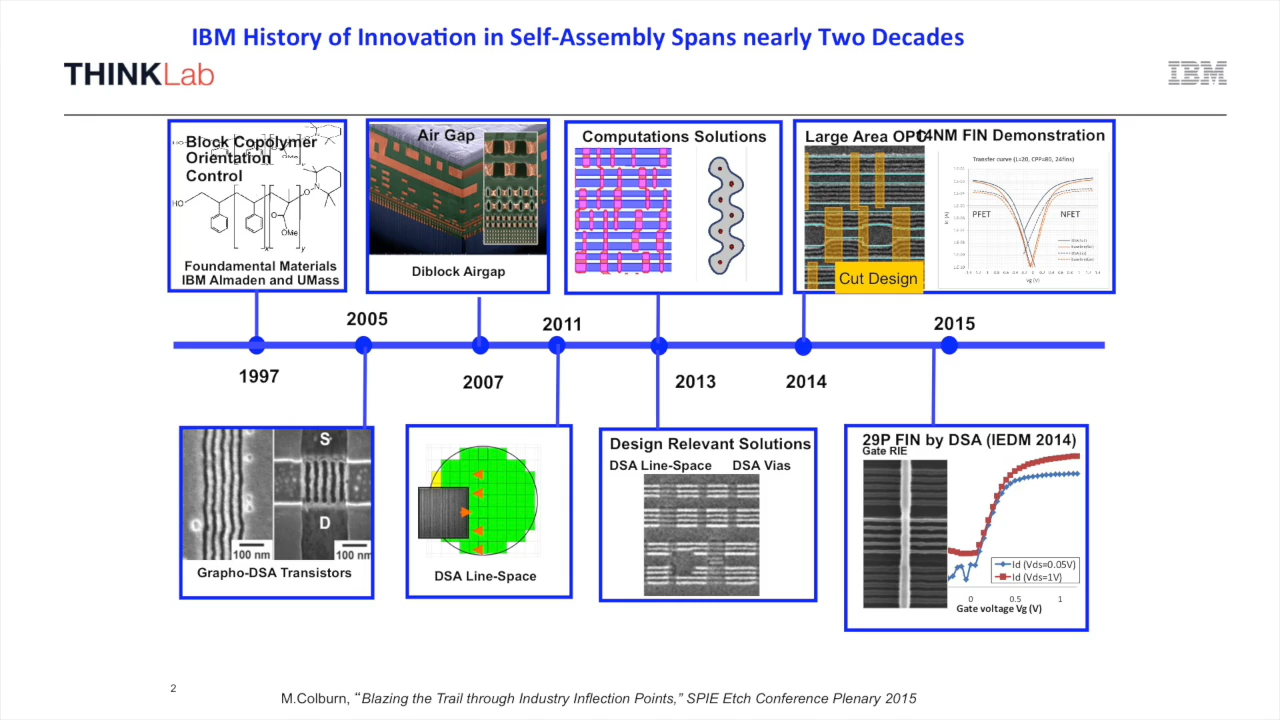 IBM History of Innovation in Self-Assembly Spans nearly Two Decades
THINKLab
IBM
Block Copolymer
Orientation
Control
HO
OMe
Foundamental Materials
IBM Almaden and UMass
Air Gap
Diblock Airgap
Computations Solutions
Large Area OPC
14NM FIN Demonstration
Cut Design
Transfer curve (L=20, CPP=80, 24fins)
PFET
NFET
Vg (V)
2005
2011
2015
1997
2007
2013
2014
S
D
100 nm
100 nm
Grapho-DSA Transistors
DSA Line-Space
Design Relevant Solutions
DSA Line-Space DSA Vias
29P FIN by DSA (IEDM 2014)
Gate RIE
Id (Vds=0.05V)
Id (Vds=1V)
0 0.5 1
Gate voltage Vg (V)
2
M.Colburn, “Blazing the Trail through Industry Inflection Points,” SPIE Etch Conference Plenary 2015